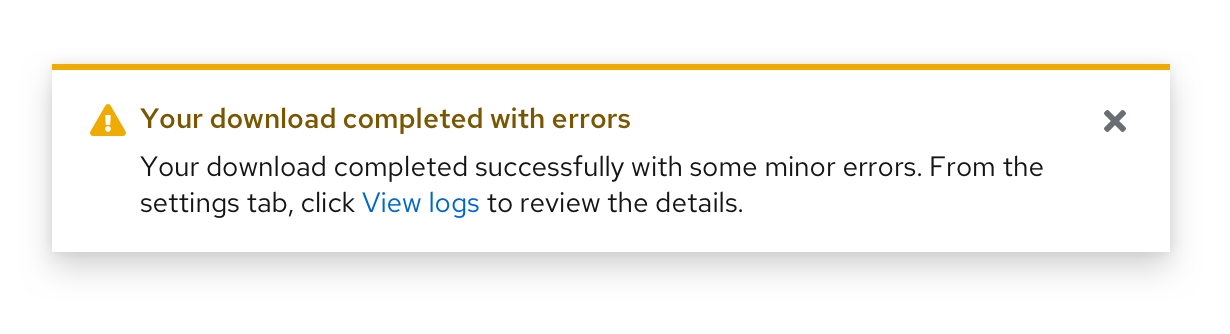 Your download completed with errors
Your download completed successfully with some minor errors. From the
settings tab, click View logs to review the details.